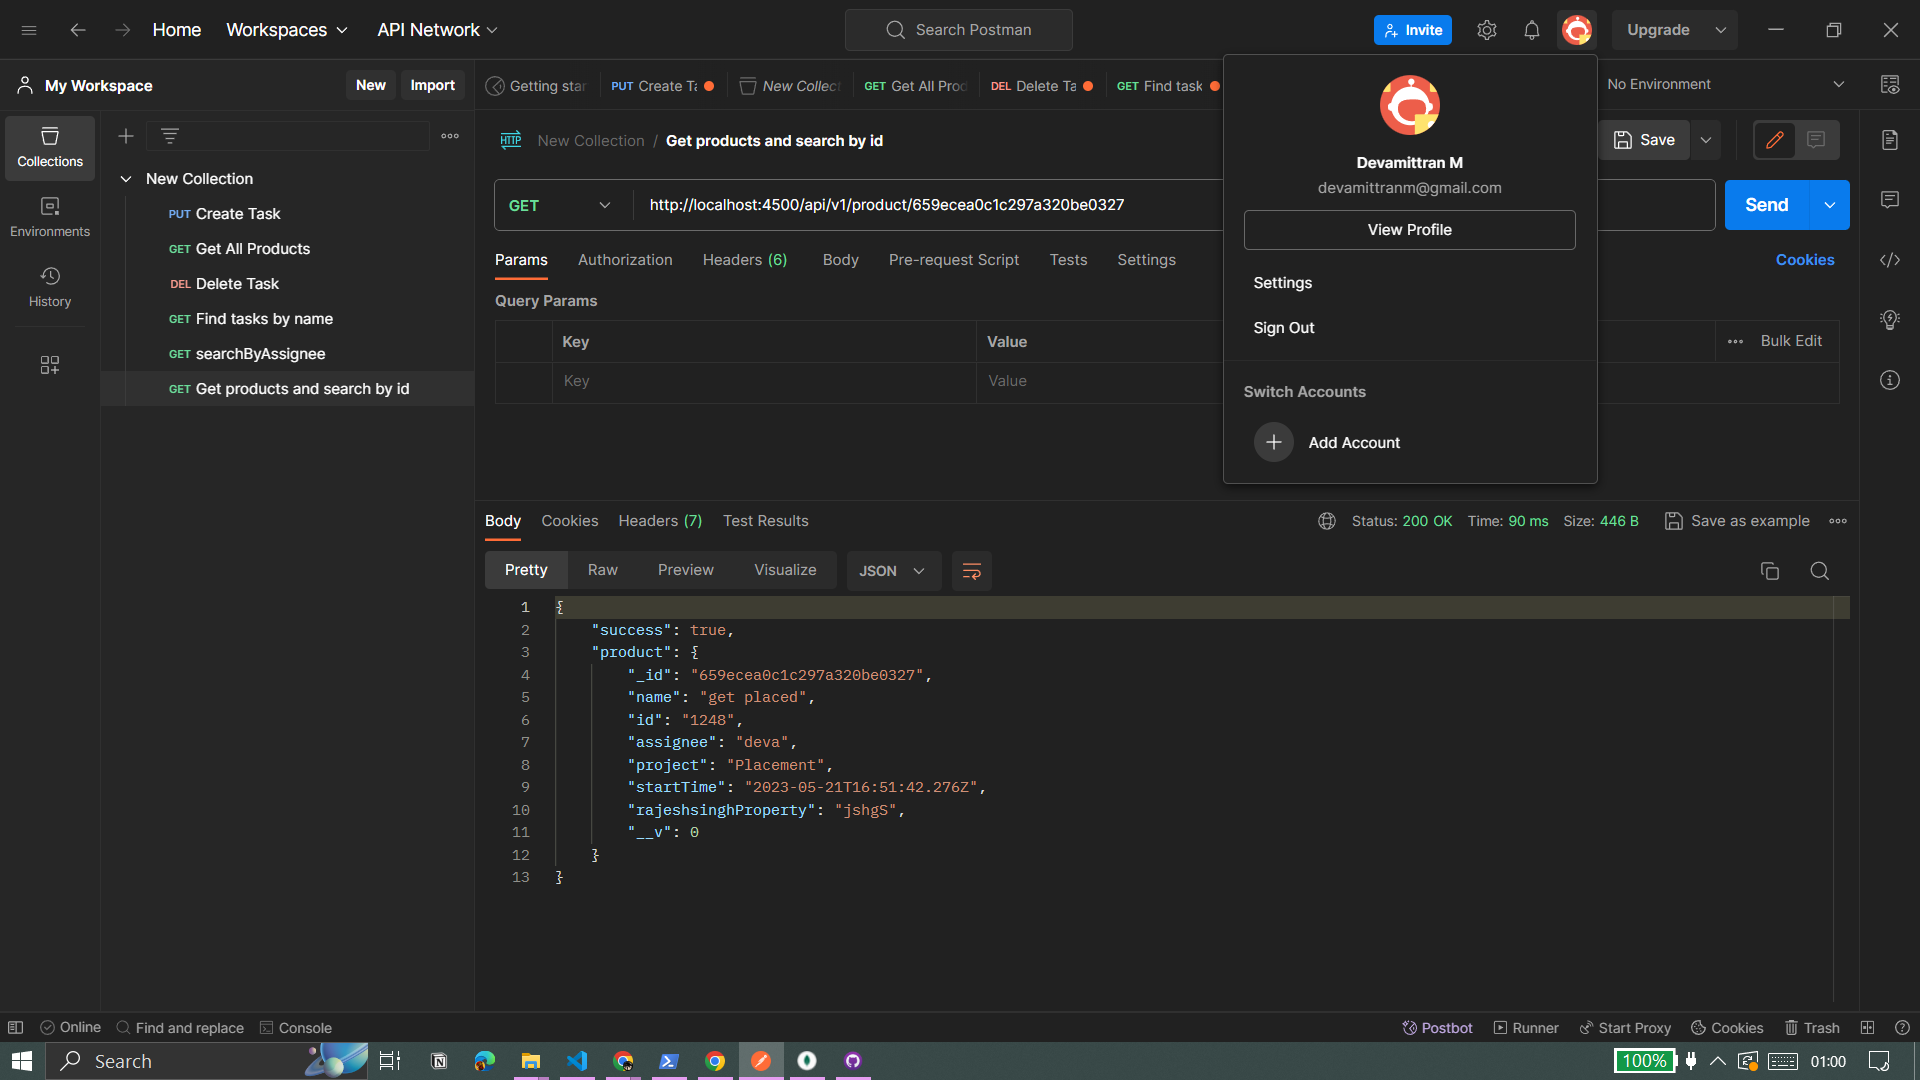 Home
Workspaces
API Network
Search Postman
Invite
Upgrade
My Workspace
New
Import
Getting star
PUT Create Ta
New Collect
GET Get All Prod
DEL Delete Ta
GET Find task
No Environment
Collections
Environments
History
New Collection
PUT Create Task
GET Get All Products
DEL Delete Task
GET Find tasks by name
GET searchByAssignee
GET Get products and search by id
HTTP
New Collection / Get products and search by id
Save
GET
http://localhost:4500/api/v1/product/659ecea0c1c297a320be0327
Send
Params
Authorization
Headers (6)
Body
Pre-request Script
Tests
Settings
Cookies
Query Params
Key
Value
Bulk Edit
Key
Value
Devamittran M
devamittranm@gmail.com
View Profile
Settings
Sign Out
Switch Accounts
Add Account
Body
Cookies
Headers (7)
Test Results
Status: 200 OK
Time: 90 ms
Size: 446 B
Save as example
Pretty
Raw
Preview
Visualize
JSON
1 {
2 "success": true,
3 "product": {
4 "_id": "659ecea0c1c297a320be0327",
5 "name": "get placed",
6 "id": "1248",
7 "assignee": "deva",
8 "project": "Placement",
9 "startTime": "2023-05-21T16:51:42.276Z",
10 "rajeshsinghProperty": "jshgS",
11 "__v": 0
12 }
13 }
Online
Find and replace
Console
Postbot
Runner
Start Proxy
Cookies
Trash
Search
100%
01:00